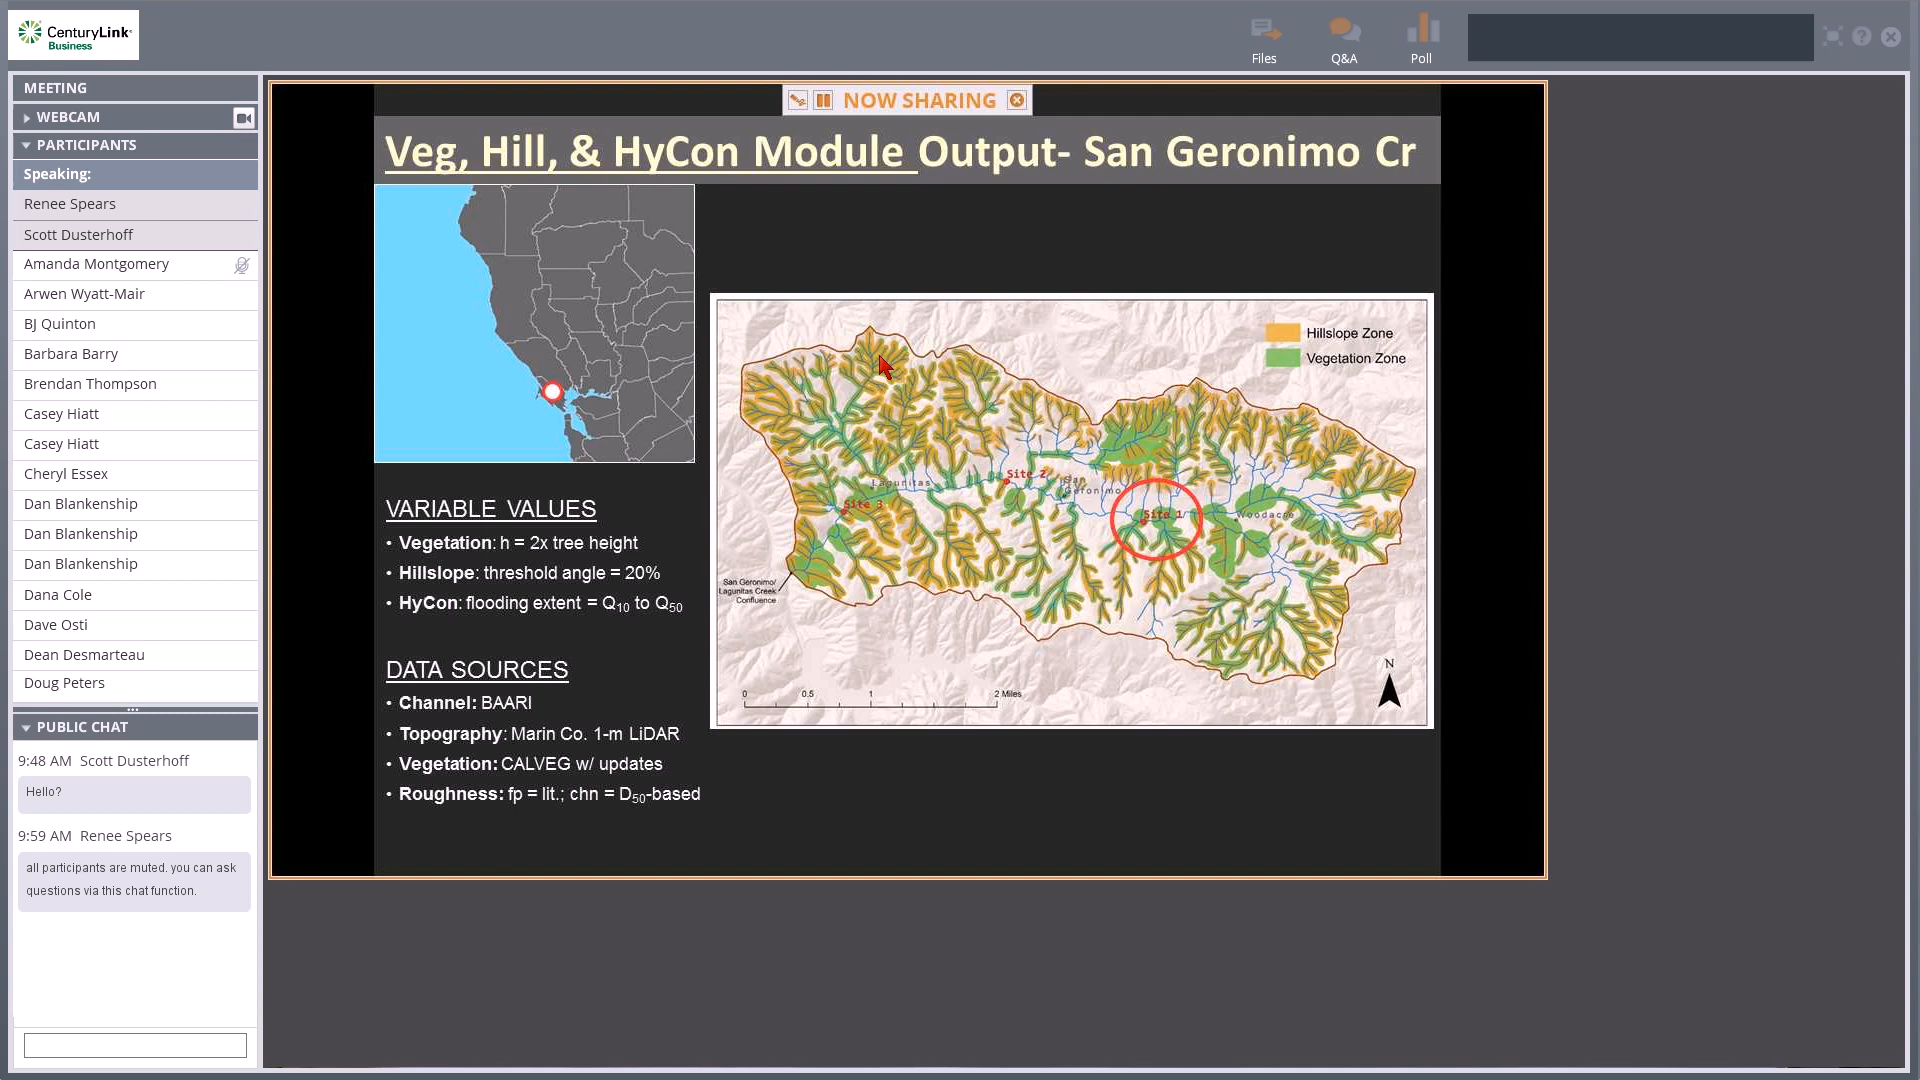 CenturyLink
Business
Files
Q&A
Poll
MEETING
WEBCAM
PARTICIPANTS
Speaking:
Renee Spears
Scott Dusterhoff
Amanda Montgomery
Arwen Wyatt-Mair
BJ Quinton
Barbara Barry
Brendan Thompson
Casey Hiatt
Casey Hiatt
Cheryl Essex
Dan Blankenship
Dan Blankenship
Dan Blankenship
Dana Cole
Dave Osti
Dean Desmarteau
Doug Peters
PUBLIC CHAT
9:48 AM Scott Dusterhoff
Hello?
9:59 AM Renee Spears
all participants are muted. you can ask
questions via this chat function.
NOW SHARING
Veg, Hill, & HyCon Module Output- San Geronimo Cr
VARIABLE VALUES
• Vegetation: h = 2x tree height
• Hillslope: threshold angle = 20%
• HyCon: flooding extent = Q10 to Q50
DATA SOURCES
• Channel: BAARI
• Topography: Marin Co. 1-m LiDAR
• Vegetation: CALVEG w/ updates
• Roughness: fp = lit.; chn = D50-based
Hillslope Zone
Vegetation Zone
Site 2
Lagunitas
San
Geronimo
Site 3
Site 1
Woodacre
San Geronimo/
Lagunitas Creek
Confluence
N
0 0.5 1 2 Miles